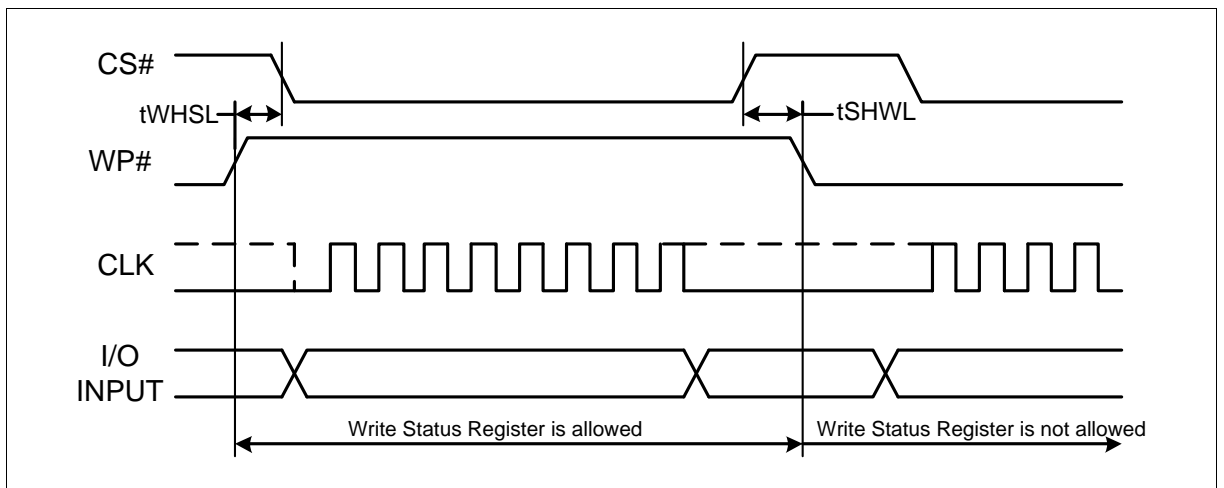 CS#
tWHSL
tSHWL
WP#
CLK
I/O
INPUT
Write Status Register is allowed
Write Status Register is not allowed